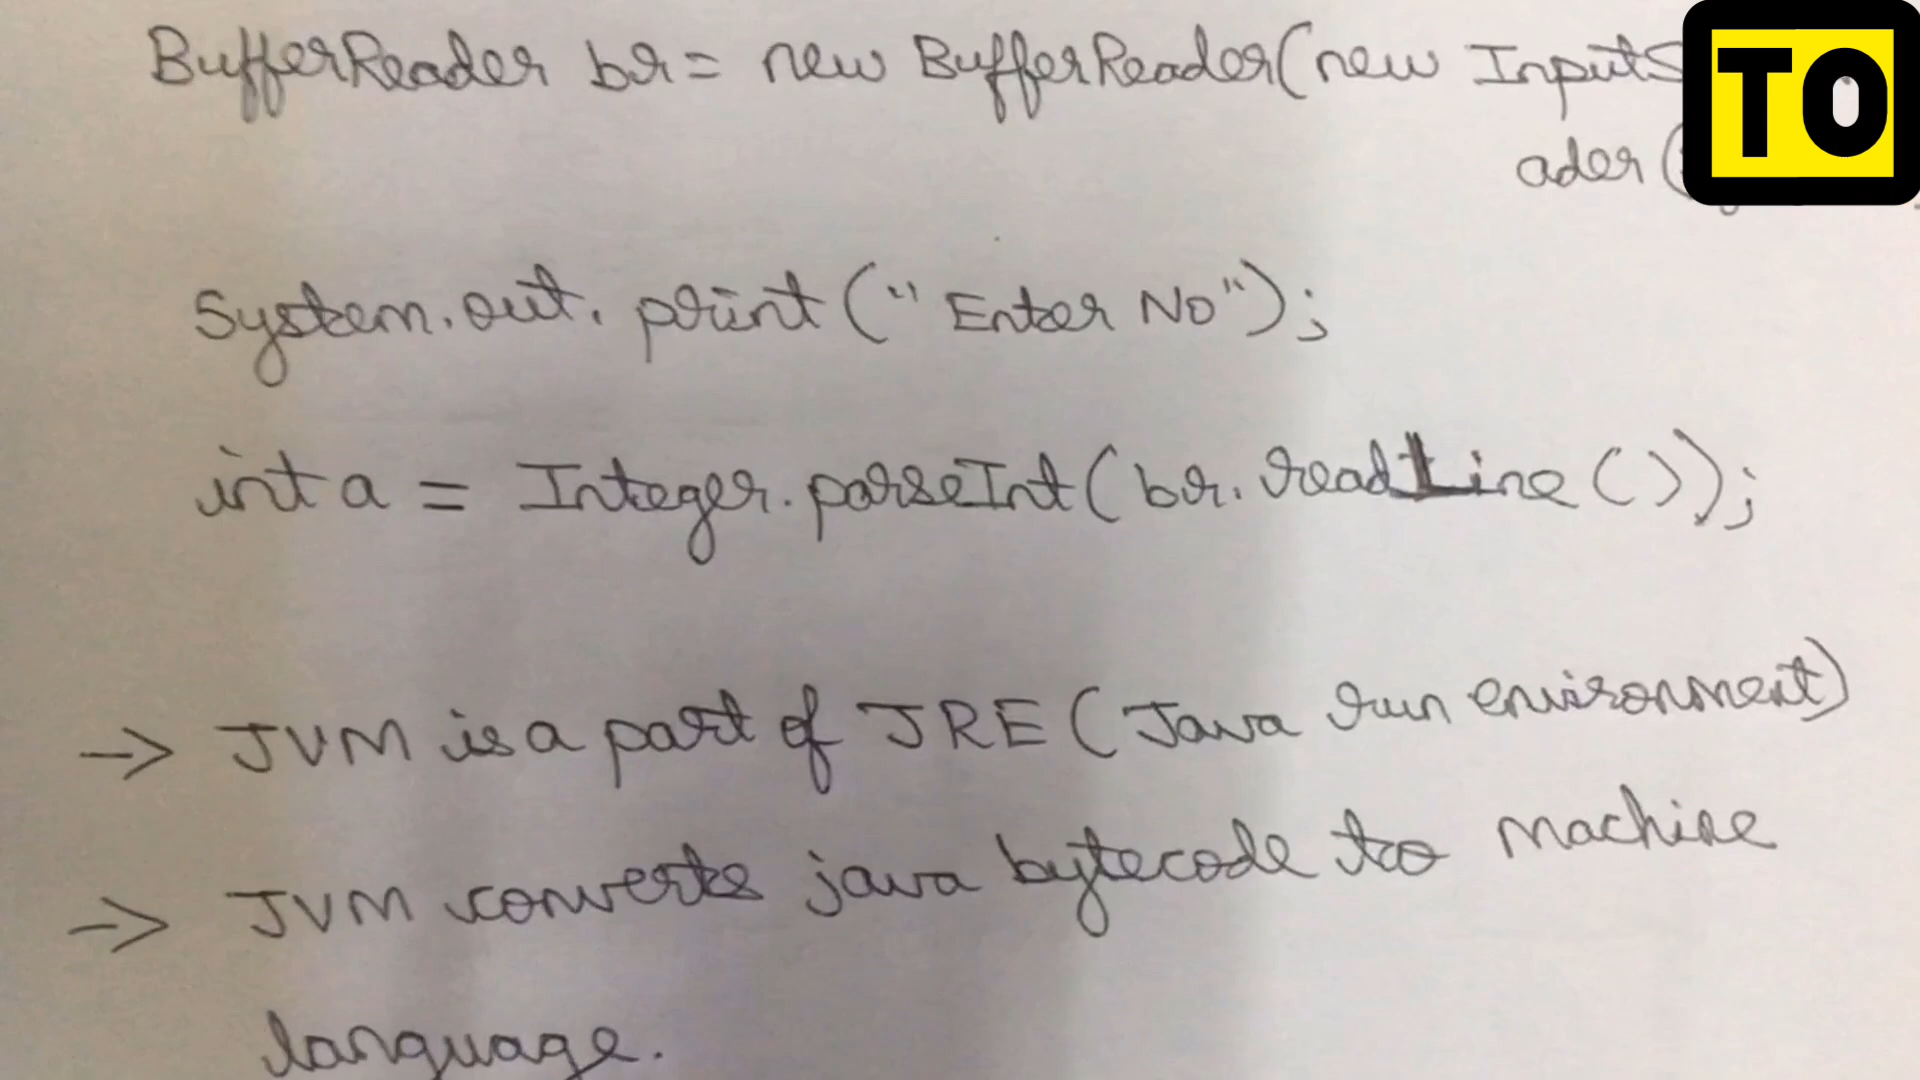 BufferReader br = new BufferReader(new InputS
TO
ader(
System.out.print("Enter No");
int a = Integer.parseInt(br.readLine());
→ JVM is a part of JRE (Java run environment)
→ JVM converts java bytecode to machine
language.